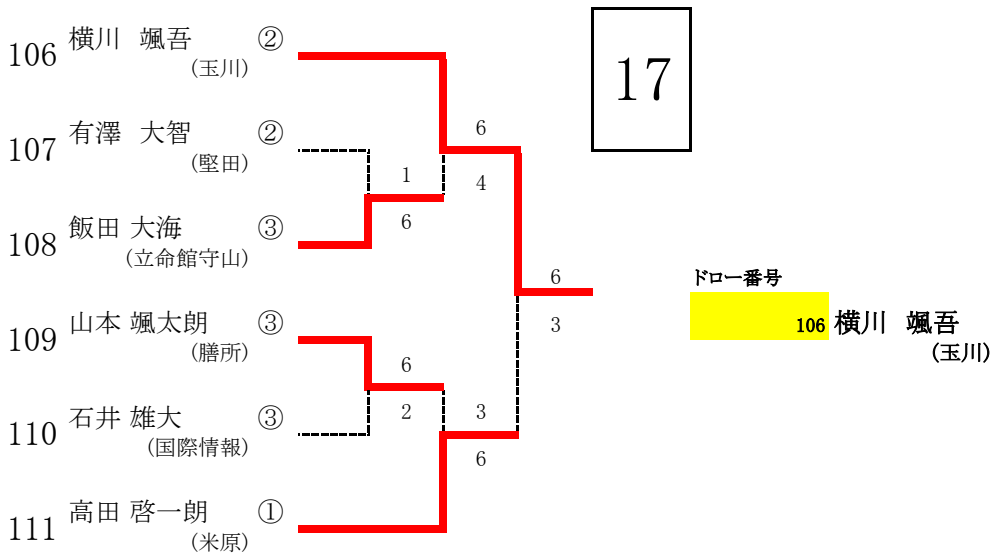 17
106 横川 颯吾 ②
(玉川)
107 有澤 大智 ②
(堅田)
108 飯田 大海 ③
(立命館守山)
109 山本 颯太朗 ③
(膳所)
110 石井 雄大 ③
(国際情報)
111 高田 啓一朗 ①
(米原)
1
6
6
2
6
4
3
6
6
3
ドロー番号
106 横川 颯吾
(玉川)